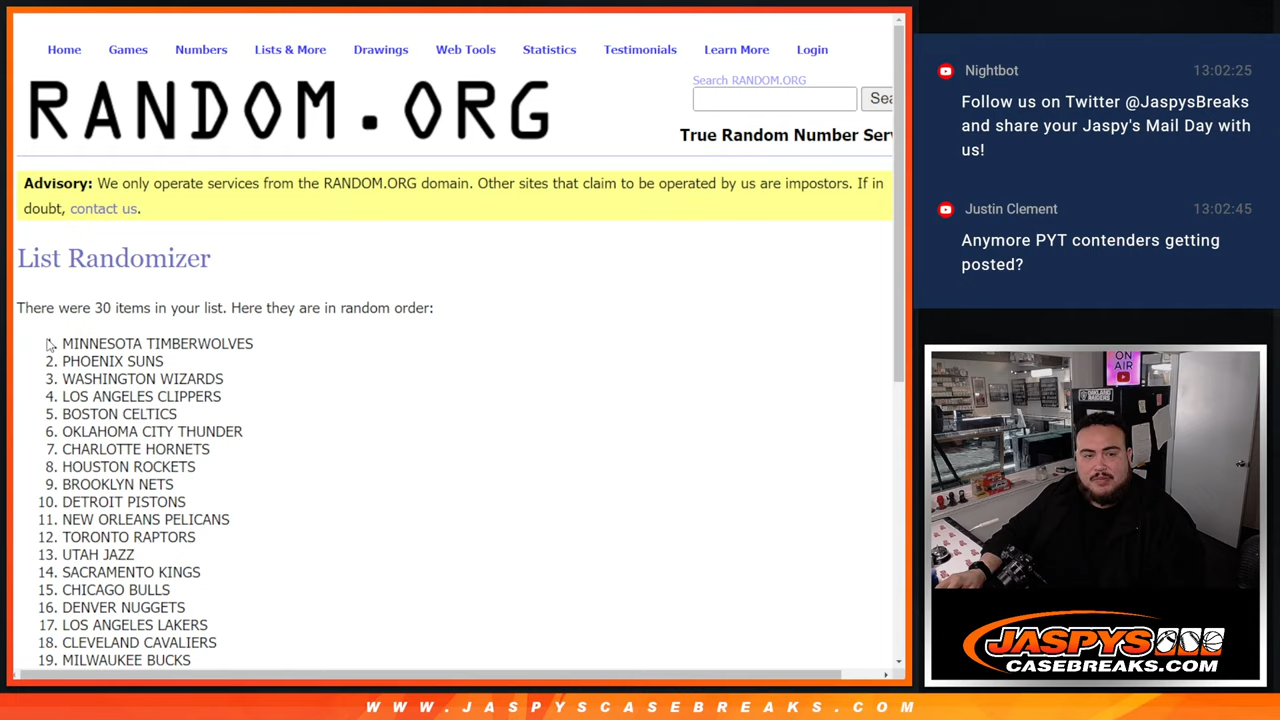 Home Games Numbers Lists & More Drawings Web Tools Statistics Testimonials Learn More Login
RANDOM.ORG
Search RANDOM.ORG
Sea
True Random Number Ser
Advisory: We only operate services from the RANDOM.ORG domain. Other sites that claim to be operated by us are impostors. If in
doubt, contact us.
List Randomizer
There were 30 items in your list. Here they are in random order:
MINNESOTA TIMBERWOLVES
2. PHOENIX SUNS
3. WASHINGTON WIZARDS
4. LOS ANGELES CLIPPERS
5. BOSTON CELTICS
6. OKLAHOMA CITY THUNDER
7. CHARLOTTE HORNETS
8. HOUSTON ROCKETS
9. BROOKLYN NETS
10. DETROIT PISTONS
11. NEW ORLEANS PELICANS
12. TORONTO RAPTORS
13. UTAH JAZZ
14. SACRAMENTO KINGS
15. CHICAGO BULLS
16. DENVER NUGGETS
17. LOS ANGELES LAKERS
18. CLEVELAND CAVALIERS
19. MILWAUKEE BUCKS
Nightbot 13:02:25
Follow us on Twitter @JaspysBreaks
and share your Jaspy's Mail Day with
us!
Justin Clement 13:02:45
Anymore PYT contenders getting
posted?
ON
AIR
JASPYS
CASEBREAKS.COM
WWW.JASPYSCASEBREAKS.COM